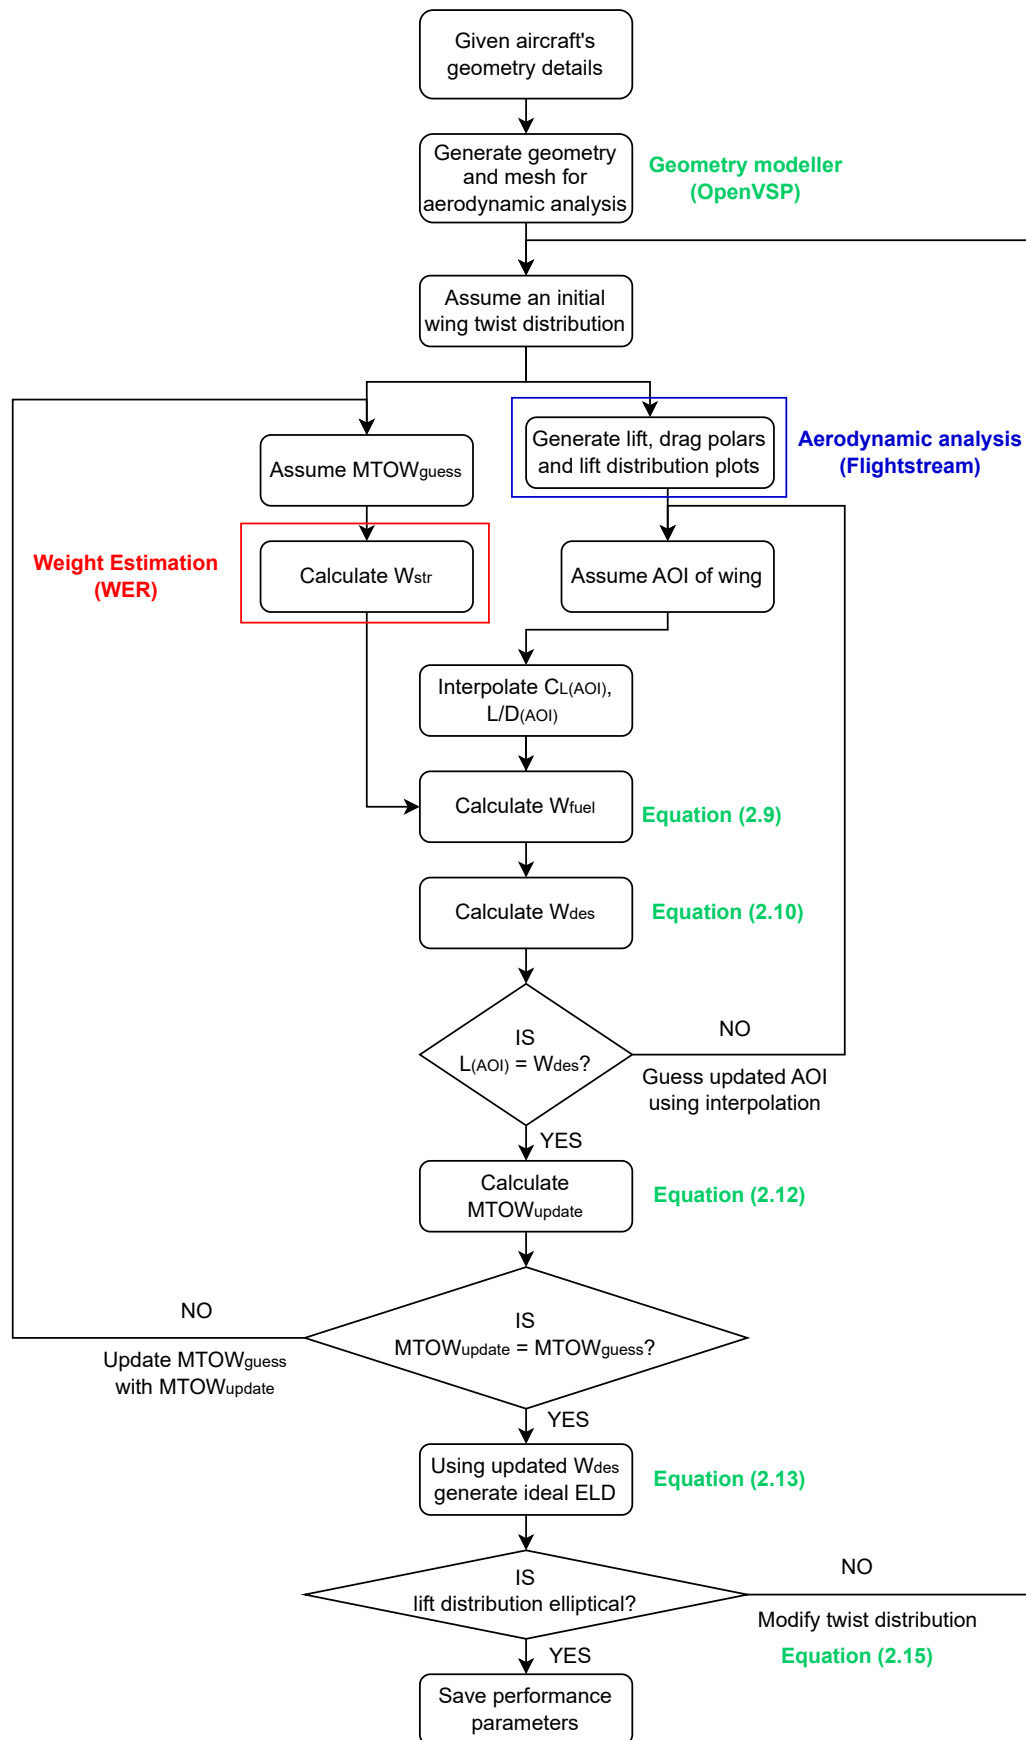 Given aircraft's
geometry details
Generate geometry
and mesh for
aerodynamic analysis
Geometry modeller
(OpenVSP)
Assume an initial
wing twist distribution
Assume MTOWguess
Generate lift, drag polars
and lift distribution plots
Aerodynamic analysis
(Flightstream)
Weight Estimation
(WER)
Calculate Wstr
Assume AOI of wing
Interpolate CL(AOI),
L/D(AOI)
Calculate Wfuel
Equation (2.9)
Calculate Wdes
Equation (2.10)
IS
L(AOI) = Wdes?
NO
Guess updated AOI
using interpolation
YES
Calculate
MTOWupdate
Equation (2.12)
IS
MTOWupdate = MTOWguess?
NO
Update MTOWguess
with MTOWupdate
YES
Using updated Wdes
generate ideal ELD
Equation (2.13)
IS
lift distribution elliptical?
NO
Modify twist distribution
Equation (2.15)
YES
Save performance
parameters